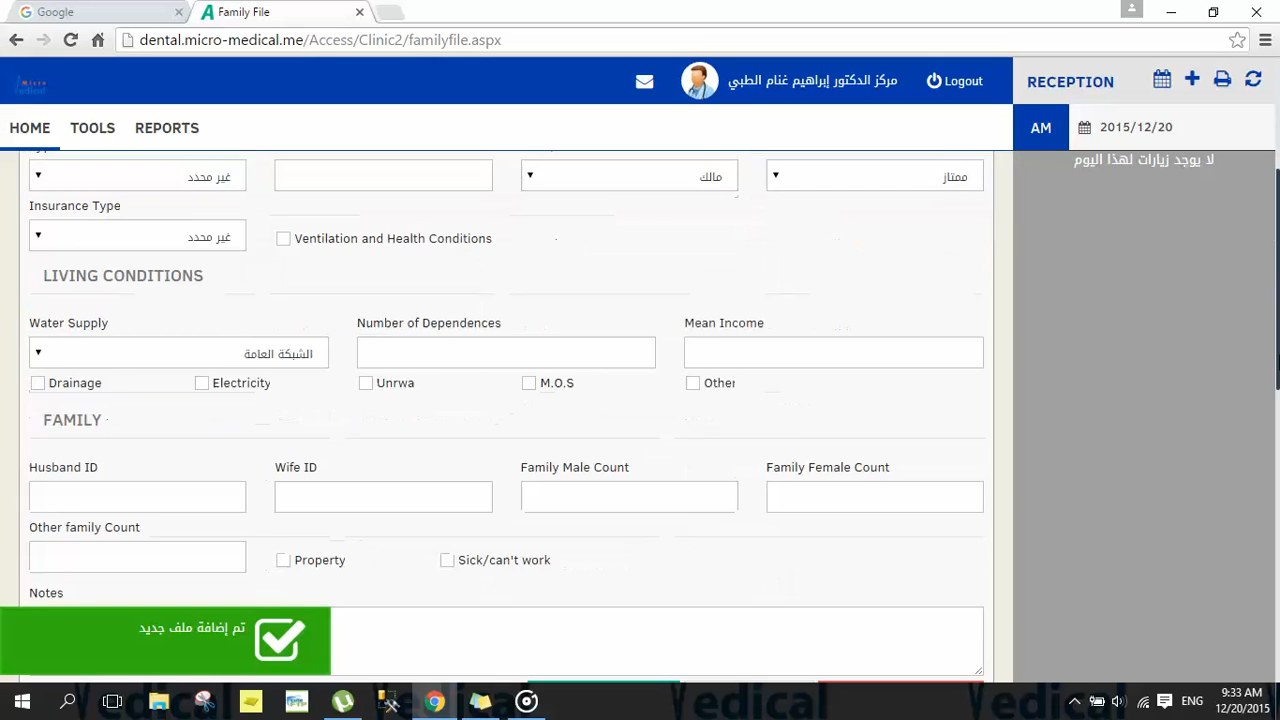 Google
Family File
dental.micro-medical.me/Access/Clinic2/familyfile.aspx
مركز الدكتور إبراهيم غنام الطبي
Logout
RECEPTION
HOME
TOOLS
REPORTS
AM
2015/12/20
لا يوجد زيارات لهذا اليوم
غير محدد
مالك
ممتاز
Insurance Type
غير محدد
Ventilation and Health Conditions
LIVING CONDITIONS
Water Supply
Number of Dependences
Mean Income
الشبكة العامة
Drainage
Electricity
Unrwa
M.O.S
Other
FAMILY
Husband ID
Wife ID
Family Male Count
Family Female Count
Other family Count
Property
Sick/can't work
Notes
تم إضافة ملف جديد
ENG
9:33 AM
12/20/2015